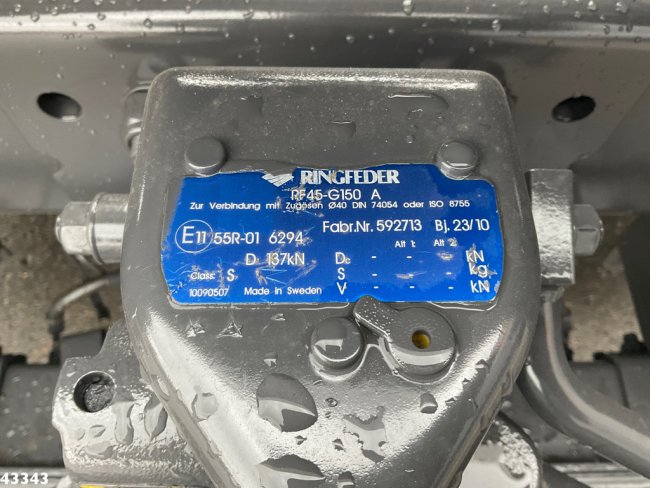 RINGFEDER
RF45-G150 A
Zur Verbindung mit Zugösen Ø40 DIN 74054 oder ISO 8755
E11 55R-01 6294 Fabr.Nr. 592713 Bj. 23/10
Alt 1: Alt 2:
D 137kN Dc - - - kN
Class: S S - - - kg
10090507 Made in Sweden V - - - kN
43343